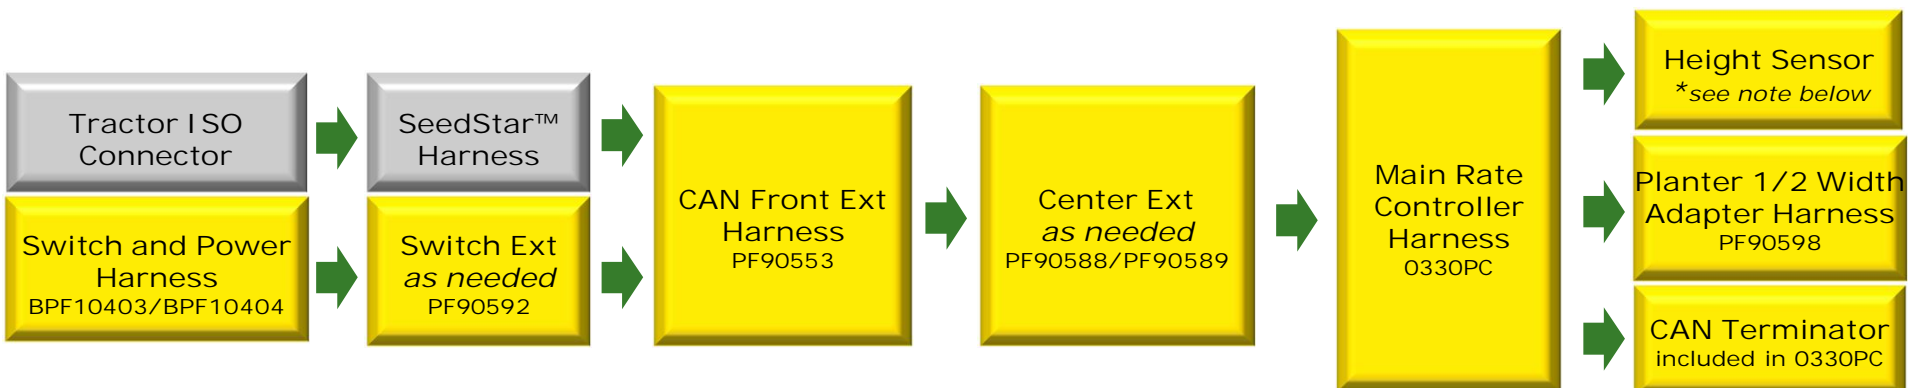 Tractor ISO
Connector
Switch and Power
Harness
BPF10403/BPF10404
SeedStar™
Harness
Switch Ext
as needed
PF90592
CAN Front Ext
Harness
PF90553
Center Ext
as needed
PF90588/PF90589
Main Rate
Controller
Harness
0330PC
Height Sensor
*see note below
Planter 1/2 Width
Adapter Harness
PF90598
CAN Terminator
included in 0330PC